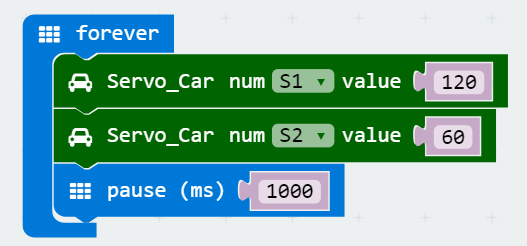 forever
Servo_Car num S1 value 120
Servo_Car num S2 value 60
pause (ms) 1000